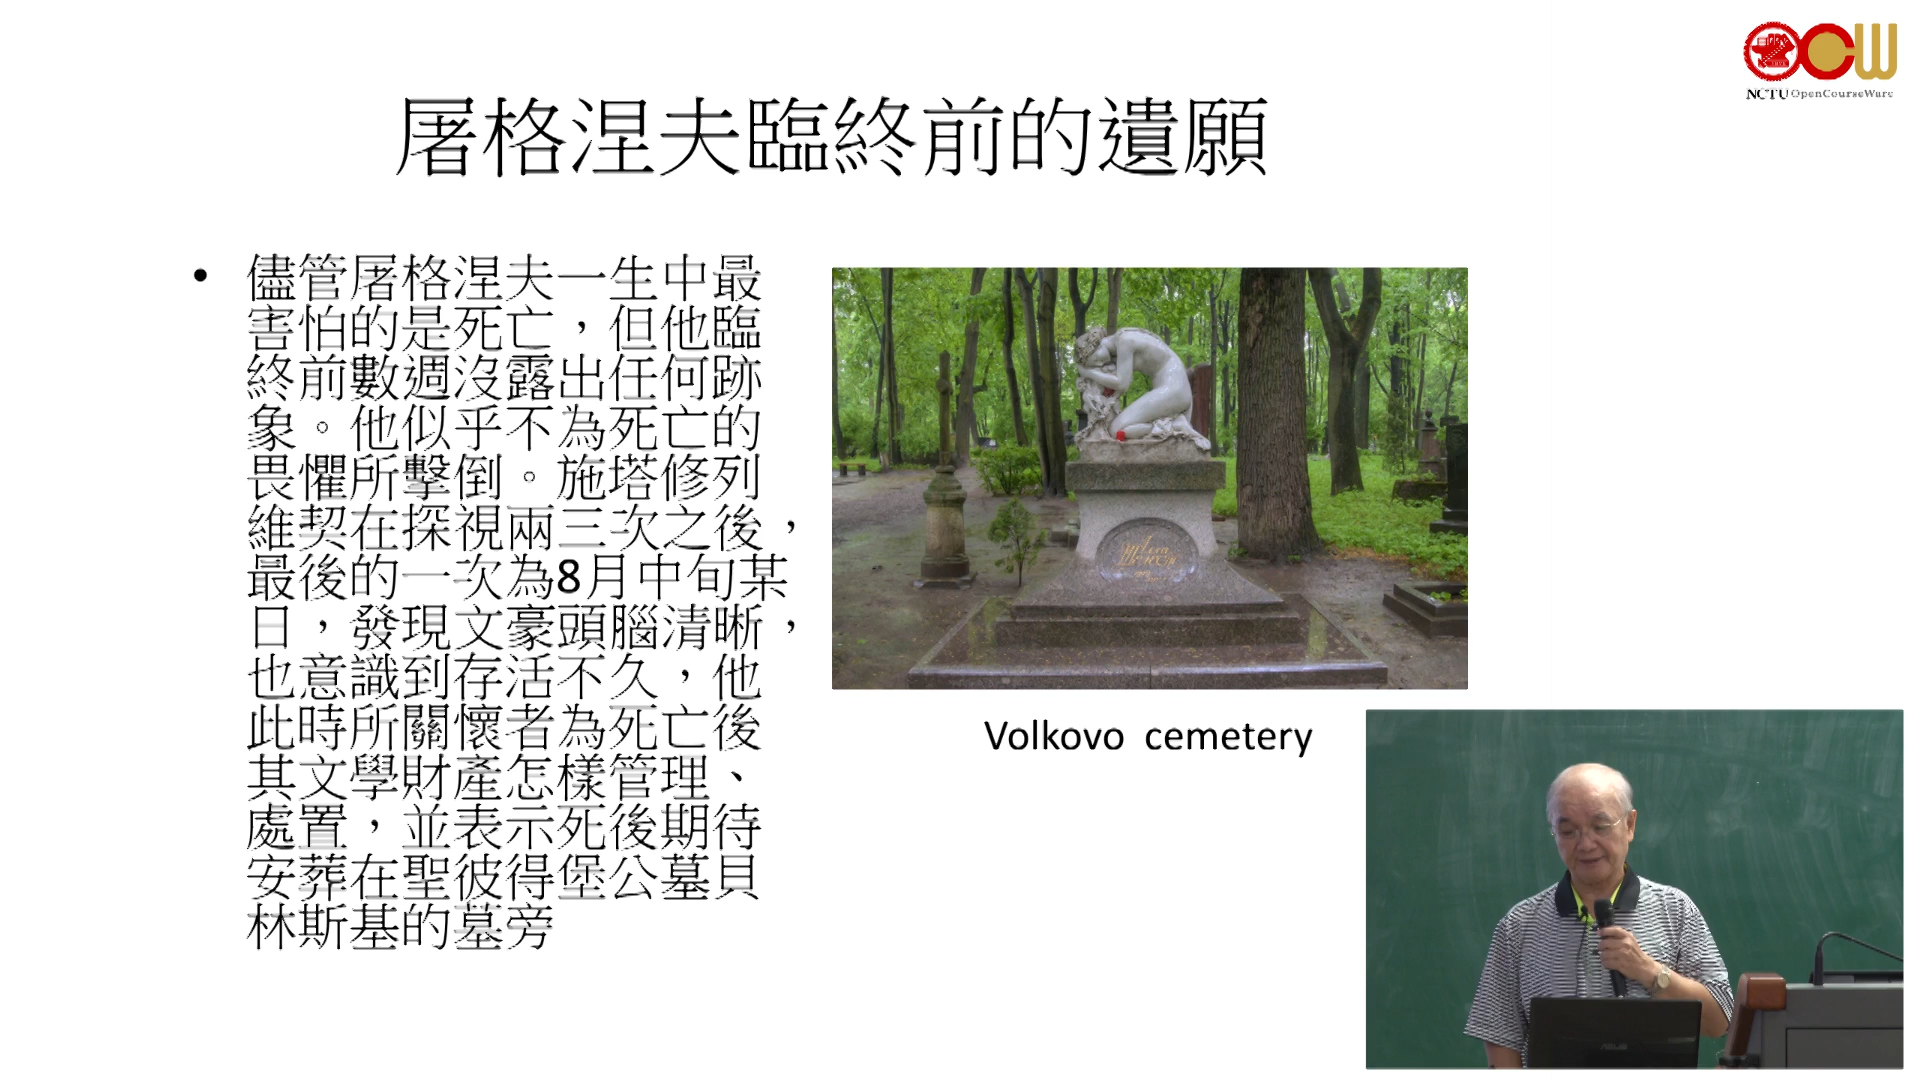 NCTU OpenCourseWare
屠格涅夫臨終前的遺願
• 儘管屠格涅夫一生中最
害怕的是死亡，但他臨
終前數週沒露出任何跡
象。他似乎不為死亡的
畏懼所擊倒。施塔修列
維契在探視兩三次之後，
最後的一次為8月中旬某
日，發現文豪頭腦清晰，
也意識到存活不久，他
此時所關懷者為死亡後
其文學財產怎樣管理、
處置，並表示死後期待
安葬在聖彼得堡公墓貝
林斯基的墓旁
Volkovo cemetery
ASUS